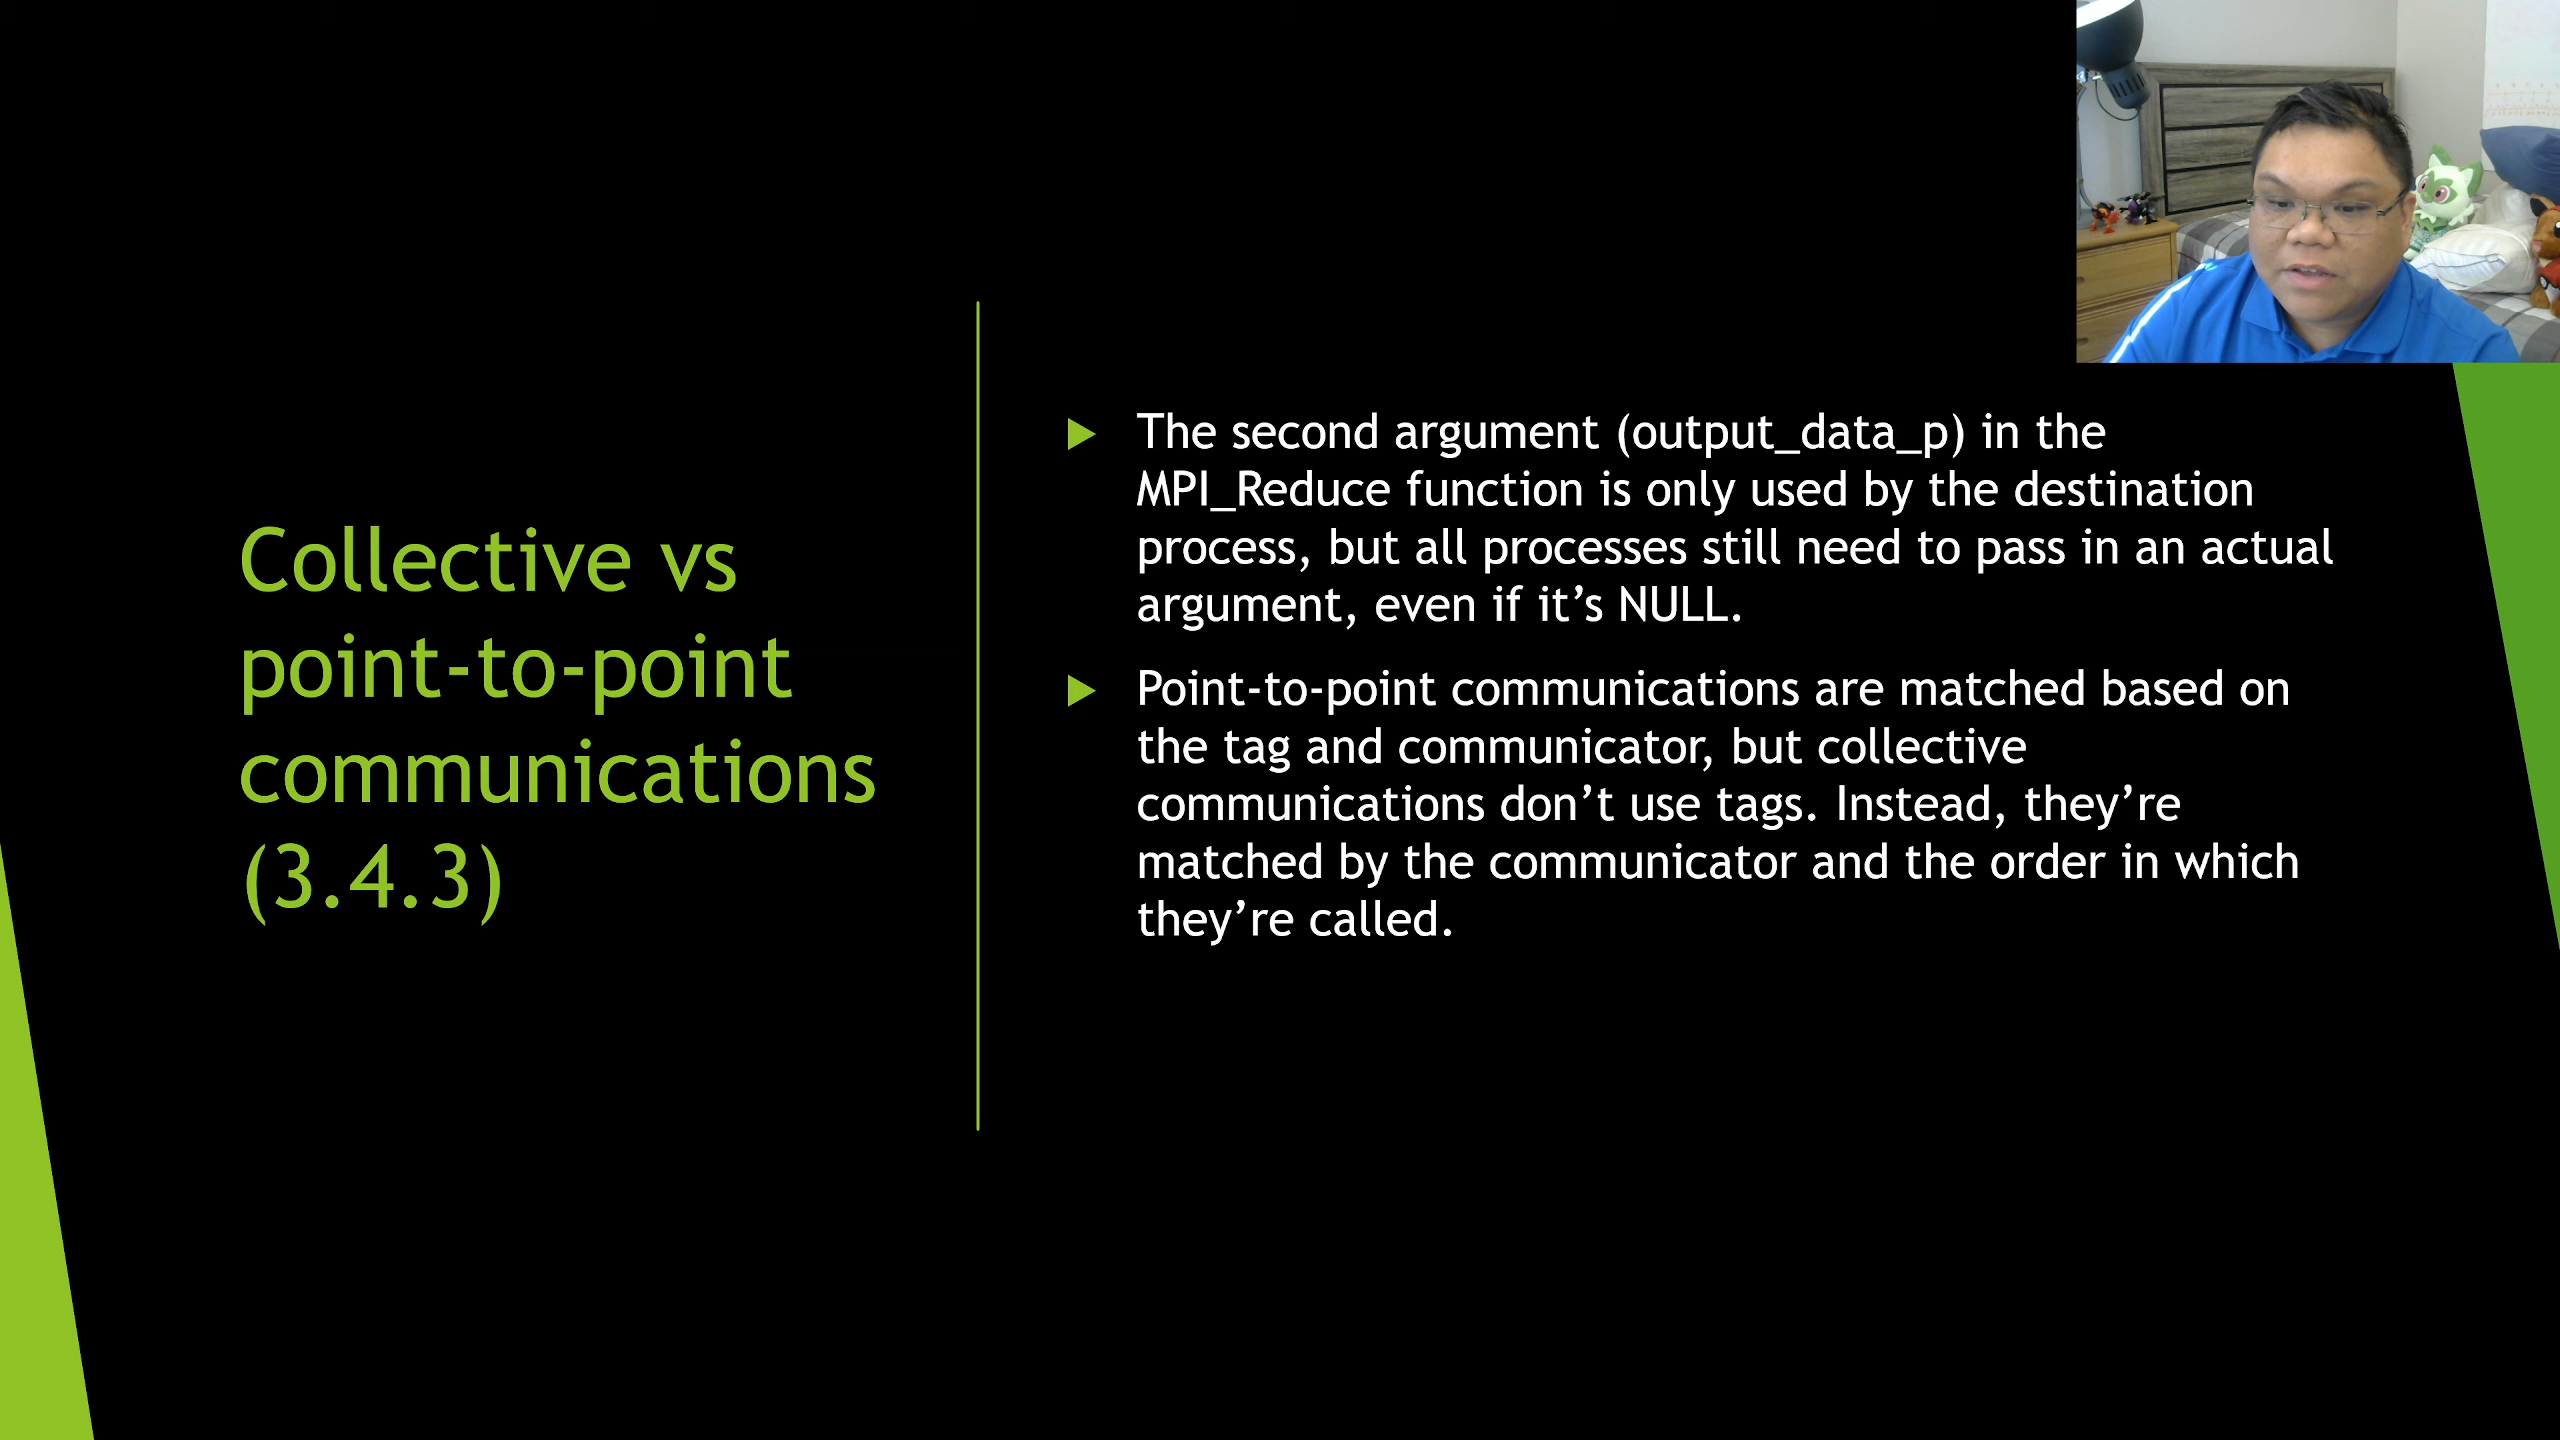 Collective vs
point-to-point
communications
(3.4.3)
The second argument (output_data_p) in the
MPI_Reduce function is only used by the destination
process, but all processes still need to pass in an actual
argument, even if it’s NULL.
Point-to-point communications are matched based on
the tag and communicator, but collective
communications don’t use tags. Instead, they’re
matched by the communicator and the order in which
they’re called.